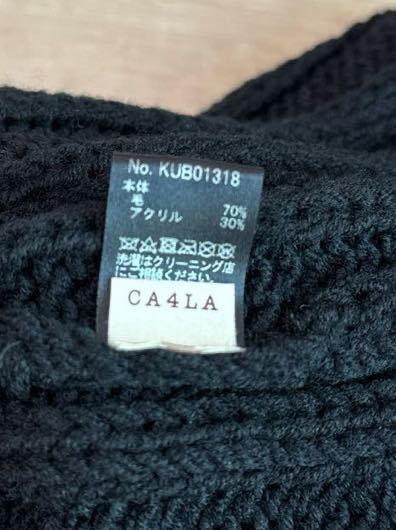 No. KUB01318
本体
毛 70%
アクリル 30%
洗濯はクリーニング店
にご相談ください
CA4LA